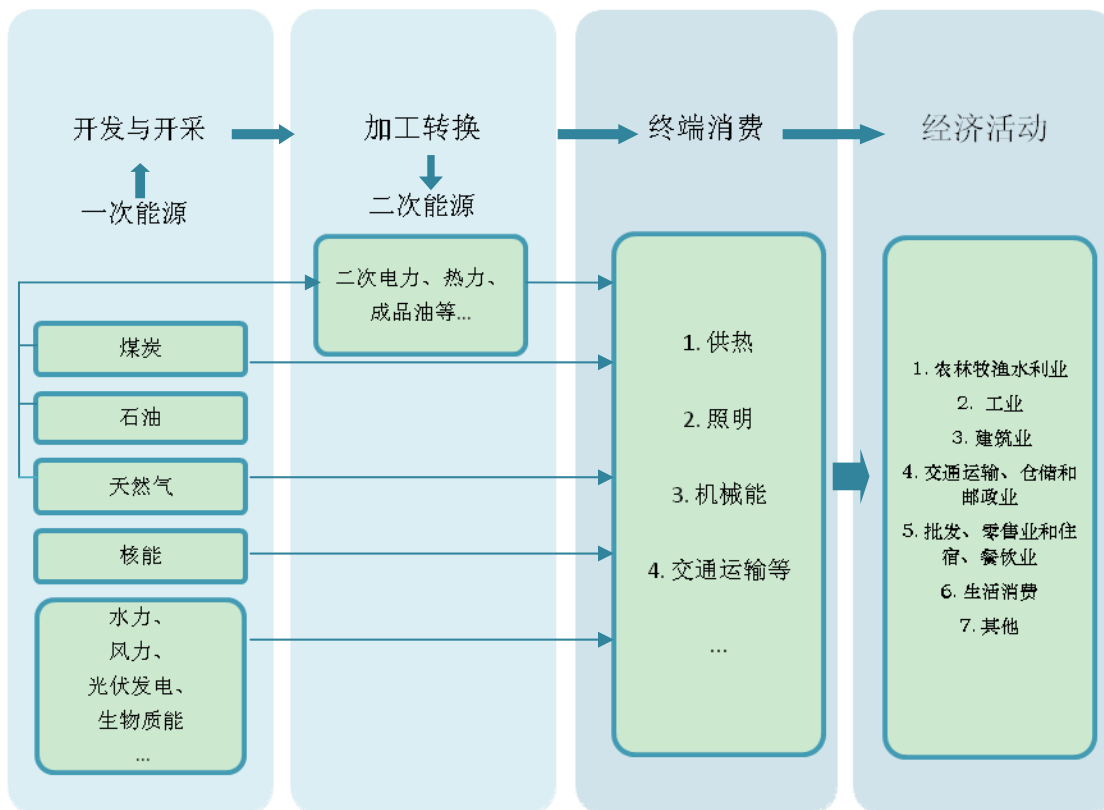 开发与开采
加工转换
终端消费
经济活动
一次能源
二次能源
二次电力、热力、
成品油等...
煤炭
石油
天然气
核能
水力、
风力、
光伏发电、
生物质能
...
1. 供热
2. 照明
3. 机械能
4. 交通运输等
...
1. 农林牧渔水利业
2. 工业
3. 建筑业
4. 交通运输、仓储和
邮政业
5. 批发、零售业和住
宿、餐饮业
6. 生活消费
7. 其他